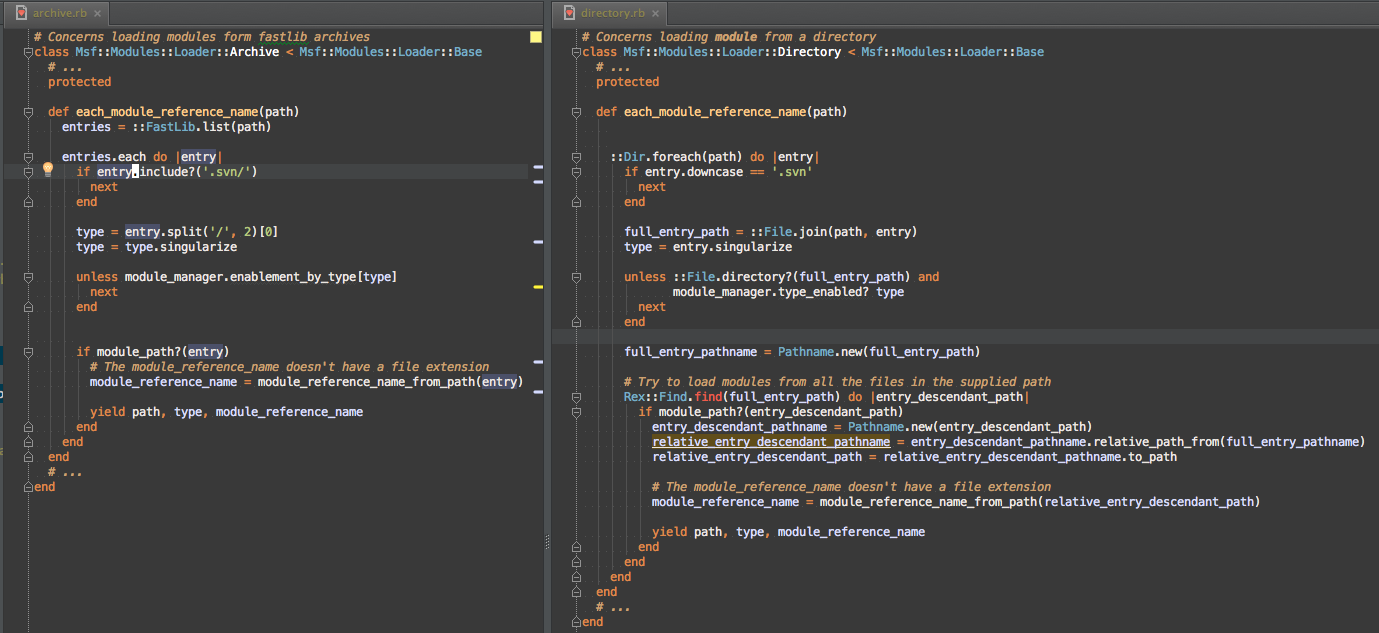 archive.rb
# Concerns loading modules form fastlib archives
class Msf::Modules::Loader::Archive < Msf::Modules::Loader::Base
# ...
protected
def each_module_reference_name(path)
entries = ::FastLib.list(path)
entries.each do |entry|
if entry.include?('.svn/')
next
end
type = entry.split('/', 2)[0]
type = type.singularize
unless module_manager.enablement_by_type[type]
next
end
if module_path?(entry)
# The module_reference_name doesn't have a file extension
module_reference_name = module_reference_name_from_path(entry)
yield path, type, module_reference_name
end
end
end
# ...
end
directory.rb
# Concerns loading module from a directory
class Msf::Modules::Loader::Directory < Msf::Modules::Loader::Base
# ...
protected
def each_module_reference_name(path)
::Dir.foreach(path) do |entry|
if entry.downcase == '.svn'
next
end
full_entry_path = ::File.join(path, entry)
type = entry.singularize
unless ::File.directory?(full_entry_path) and
module_manager.type_enabled? type
next
end
full_entry_pathname = Pathname.new(full_entry_path)
# Try to load modules from all the files in the supplied path
Rex::Find.find(full_entry_path) do |entry_descendant_path|
if module_path?(entry_descendant_path)
entry_descendant_pathname = Pathname.new(entry_descendant_path)
relative_entry_descendant_pathname = entry_descendant_pathname.relative_path_from(full_entry_pathname)
relative_entry_descendant_path = relative_entry_descendant_pathname.to_path
# The module_reference_name doesn't have a file extension
module_reference_name = module_reference_name_from_path(relative_entry_descendant_path)
yield path, type, module_reference_name
end
end
end
end
# ...
end